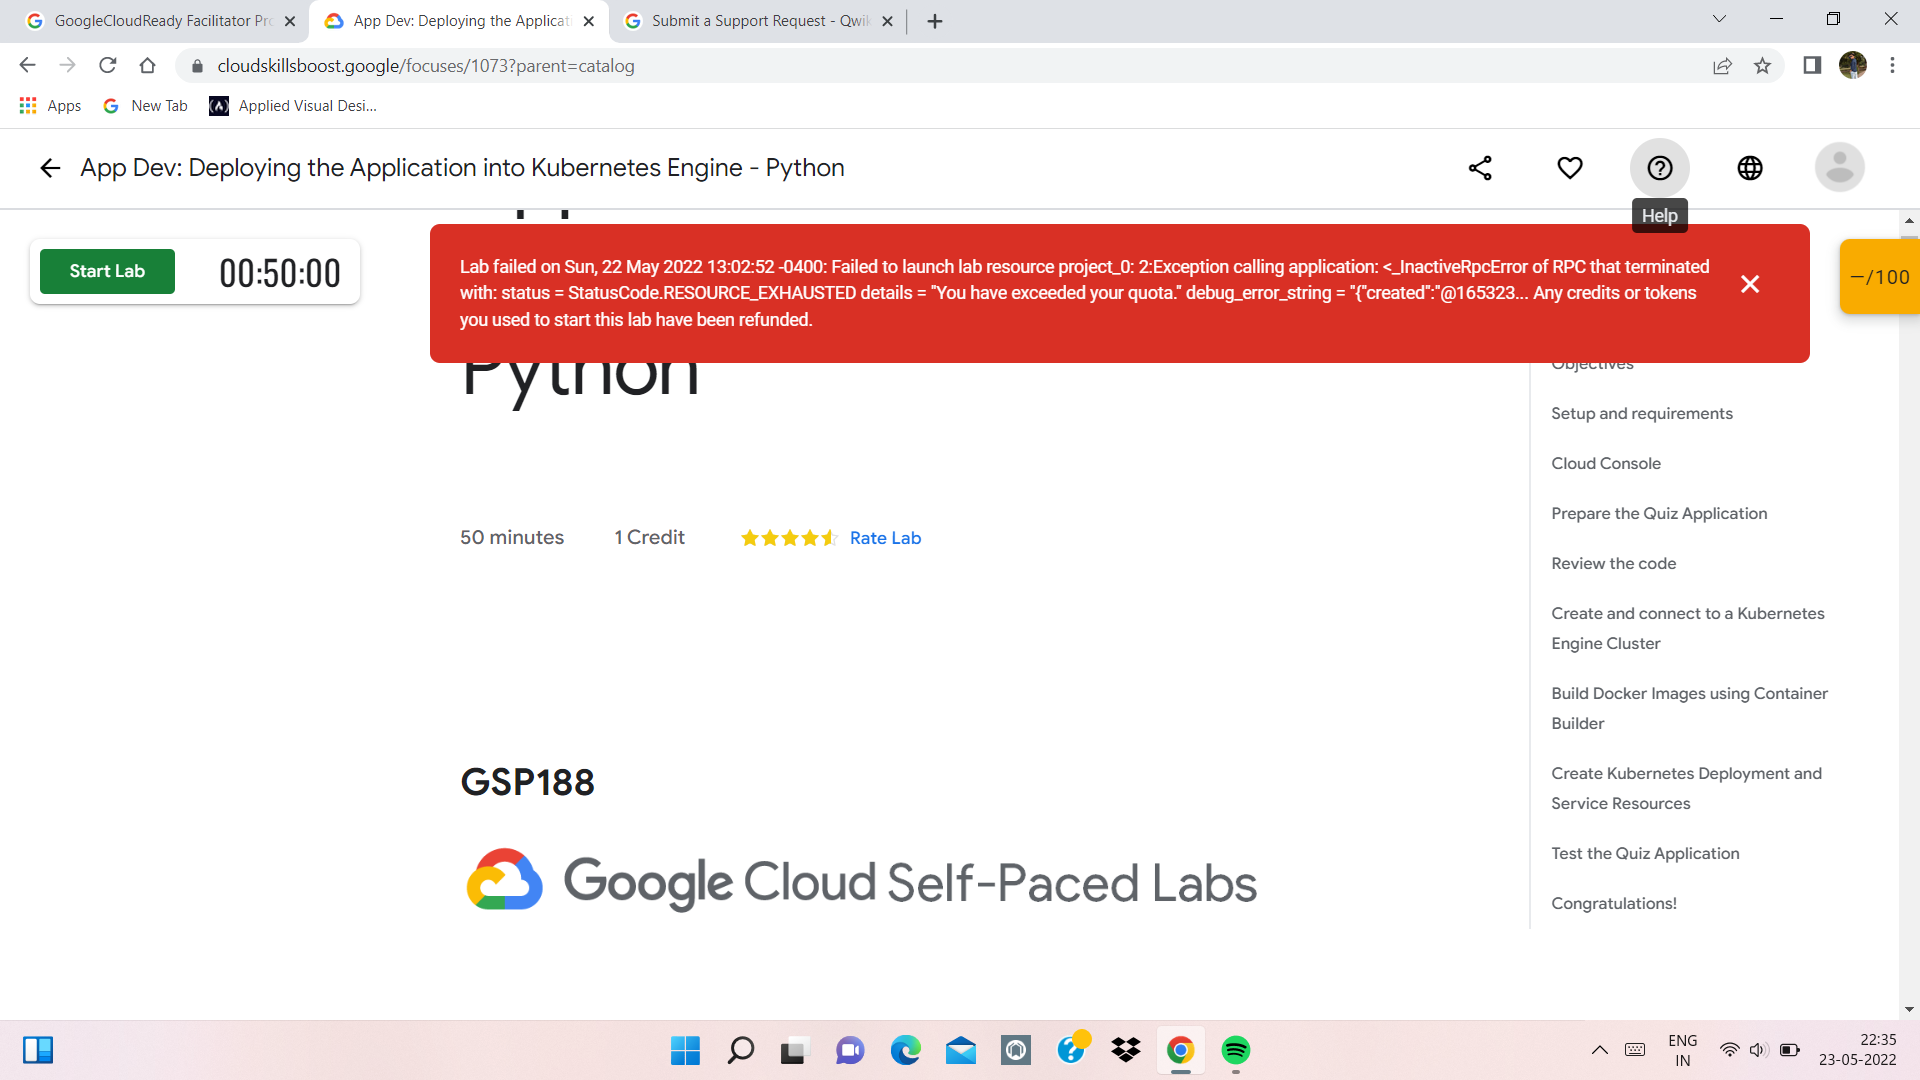 GoogleCloudReady Facilitator Pro
App Dev: Deploying the Applicati
Submit a Support Request - Qwik
cloudskillsboost.google/focuses/1073?parent=catalog
Apps
New Tab
Applied Visual Desi...
App Dev: Deploying the Application into Kubernetes Engine - Python
Help
Start Lab
00:50:00
Lab failed on Sun, 22 May 2022 13:02:52 -0400: Failed to launch lab resource project_0: 2:Exception calling application: <_InactiveRpcError of RPC that terminated
with: status = StatusCode.RESOURCE_EXHAUSTED details = "You have exceeded your quota." debug_error_string = "{"created":"@165323... Any credits or tokens
you used to start this lab have been refunded.
–/100
Python
Objectives
Setup and requirements
Cloud Console
Prepare the Quiz Application
Review the code
Create and connect to a Kubernetes
Engine Cluster
Build Docker Images using Container
Builder
Create Kubernetes Deployment and
Service Resources
Test the Quiz Application
Congratulations!
50 minutes
1 Credit
Rate Lab
GSP188
Google Cloud Self-Paced Labs
ENG
IN
22:35
23-05-2022